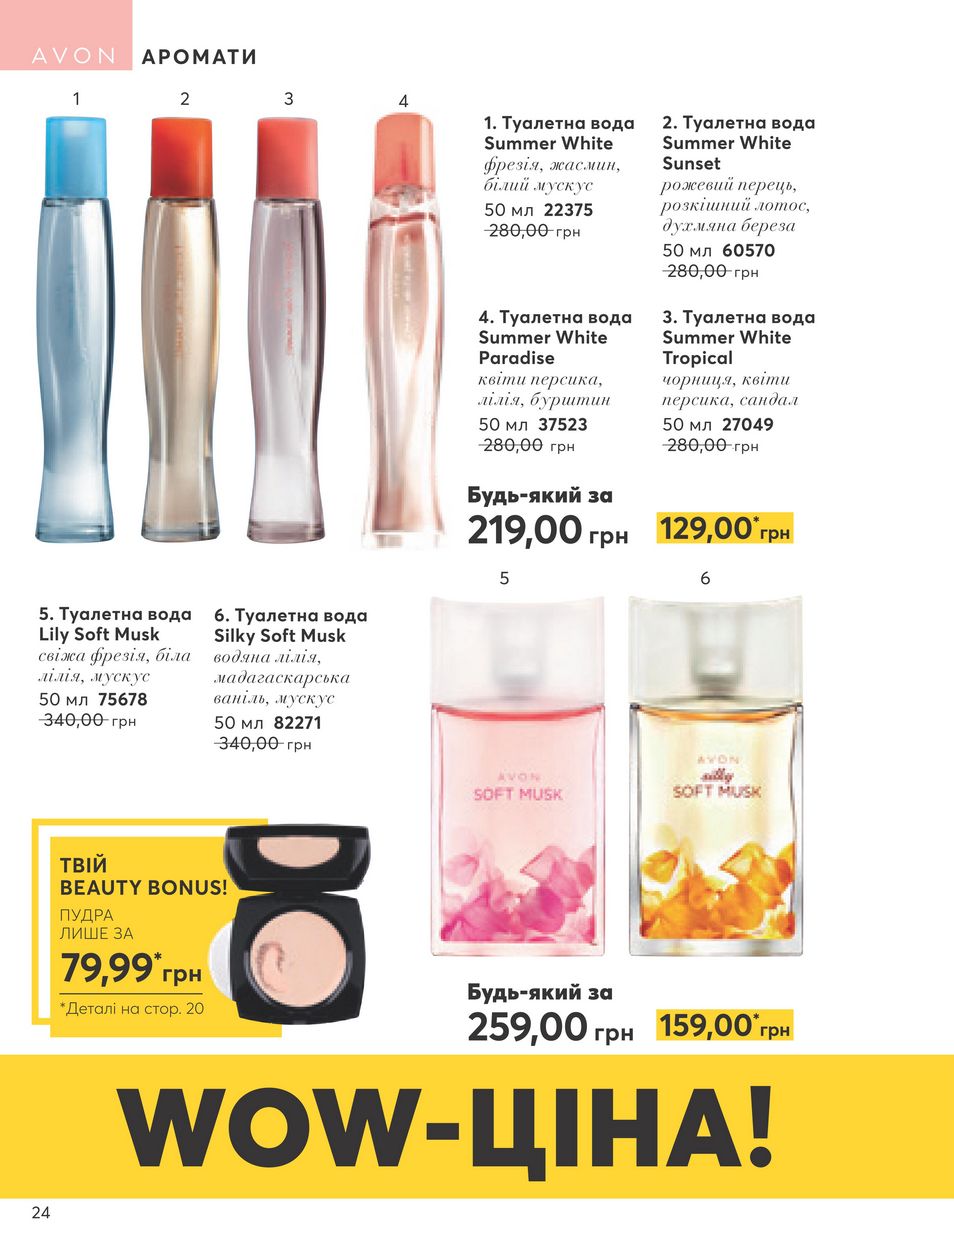 AVON АРОМАТИ
1 2 3 4
1. Туалетна вода
Summer White
фрезія, жасмин,
білий мускус
50 мл 22375
280,00 грн
2. Туалетна вода
Summer White
Sunset
рожевий перець,
розкішний лотос,
духмяна береза
50 мл 60570
280,00 грн
4. Туалетна вода
Summer White
Paradise
квіти персика,
лілія, бурштин
50 мл 37523
280,00 грн
3. Туалетна вода
Summer White
Tropical
чорниця, квіти
персика, сандал
50 мл 27049
280,00 грн
Будь-який за
219,00 грн 129,00*грн
5 6
5. Туалетна вода
Lily Soft Musk
свіжа фрезія, біла
лілія, мускус
50 мл 75678
340,00 грн
6. Туалетна вода
Silky Soft Musk
водяна лілія,
мадагаскарська
ваніль, мускус
50 мл 82271
340,00 грн
AVON
SOFT MUSK
AVON
silky
SOFT MUSK
ТВІЙ
BEAUTY BONUS!
ПУДРА
ЛИШЕ ЗА
79,99*грн
*Деталі на стор. 20
Будь-який за
259,00 грн 159,00*грн
WOW-ЦІНА!
24